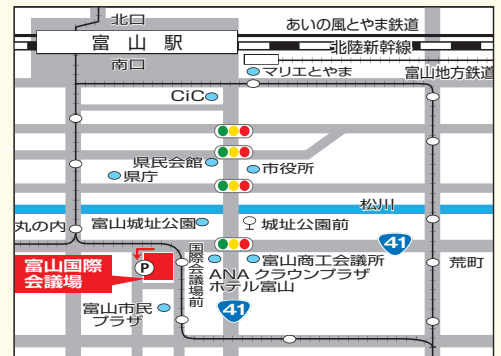 北口
あいの風とやま鉄道
富山駅
北陸新幹線
南口
マリエとやま
富山地方鉄道
CiC
県民会館
市役所
県庁
松川
丸の内
富山城址公園
城址公園前
41
富山国際
会議場
P
国際会議場前
富山商工会議所
ANA クラウンプラザ
ホテル富山
荒町
富山市民
プラザ
41